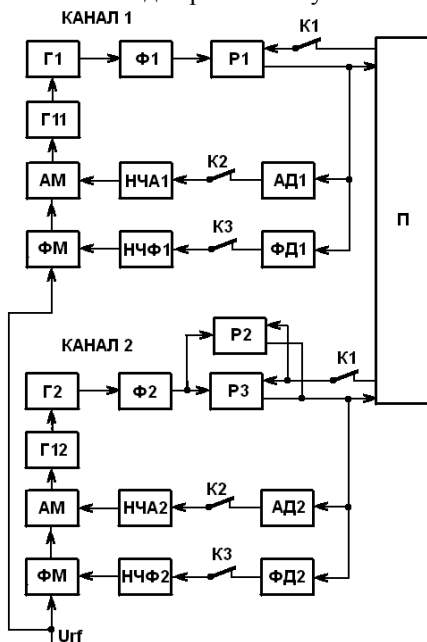 КАНАЛ 1
К1
Г1
Ф1
Р1
Г11
К2
АМ
НЧА1
АД1
К3
ФМ
НЧФ1
ФД1
П
КАНАЛ 2
Р2
К1
Г2
Ф2
Р3
Г12
К2
АМ
НЧА2
АД2
К3
ФМ
НЧФ2
ФД2
Urf